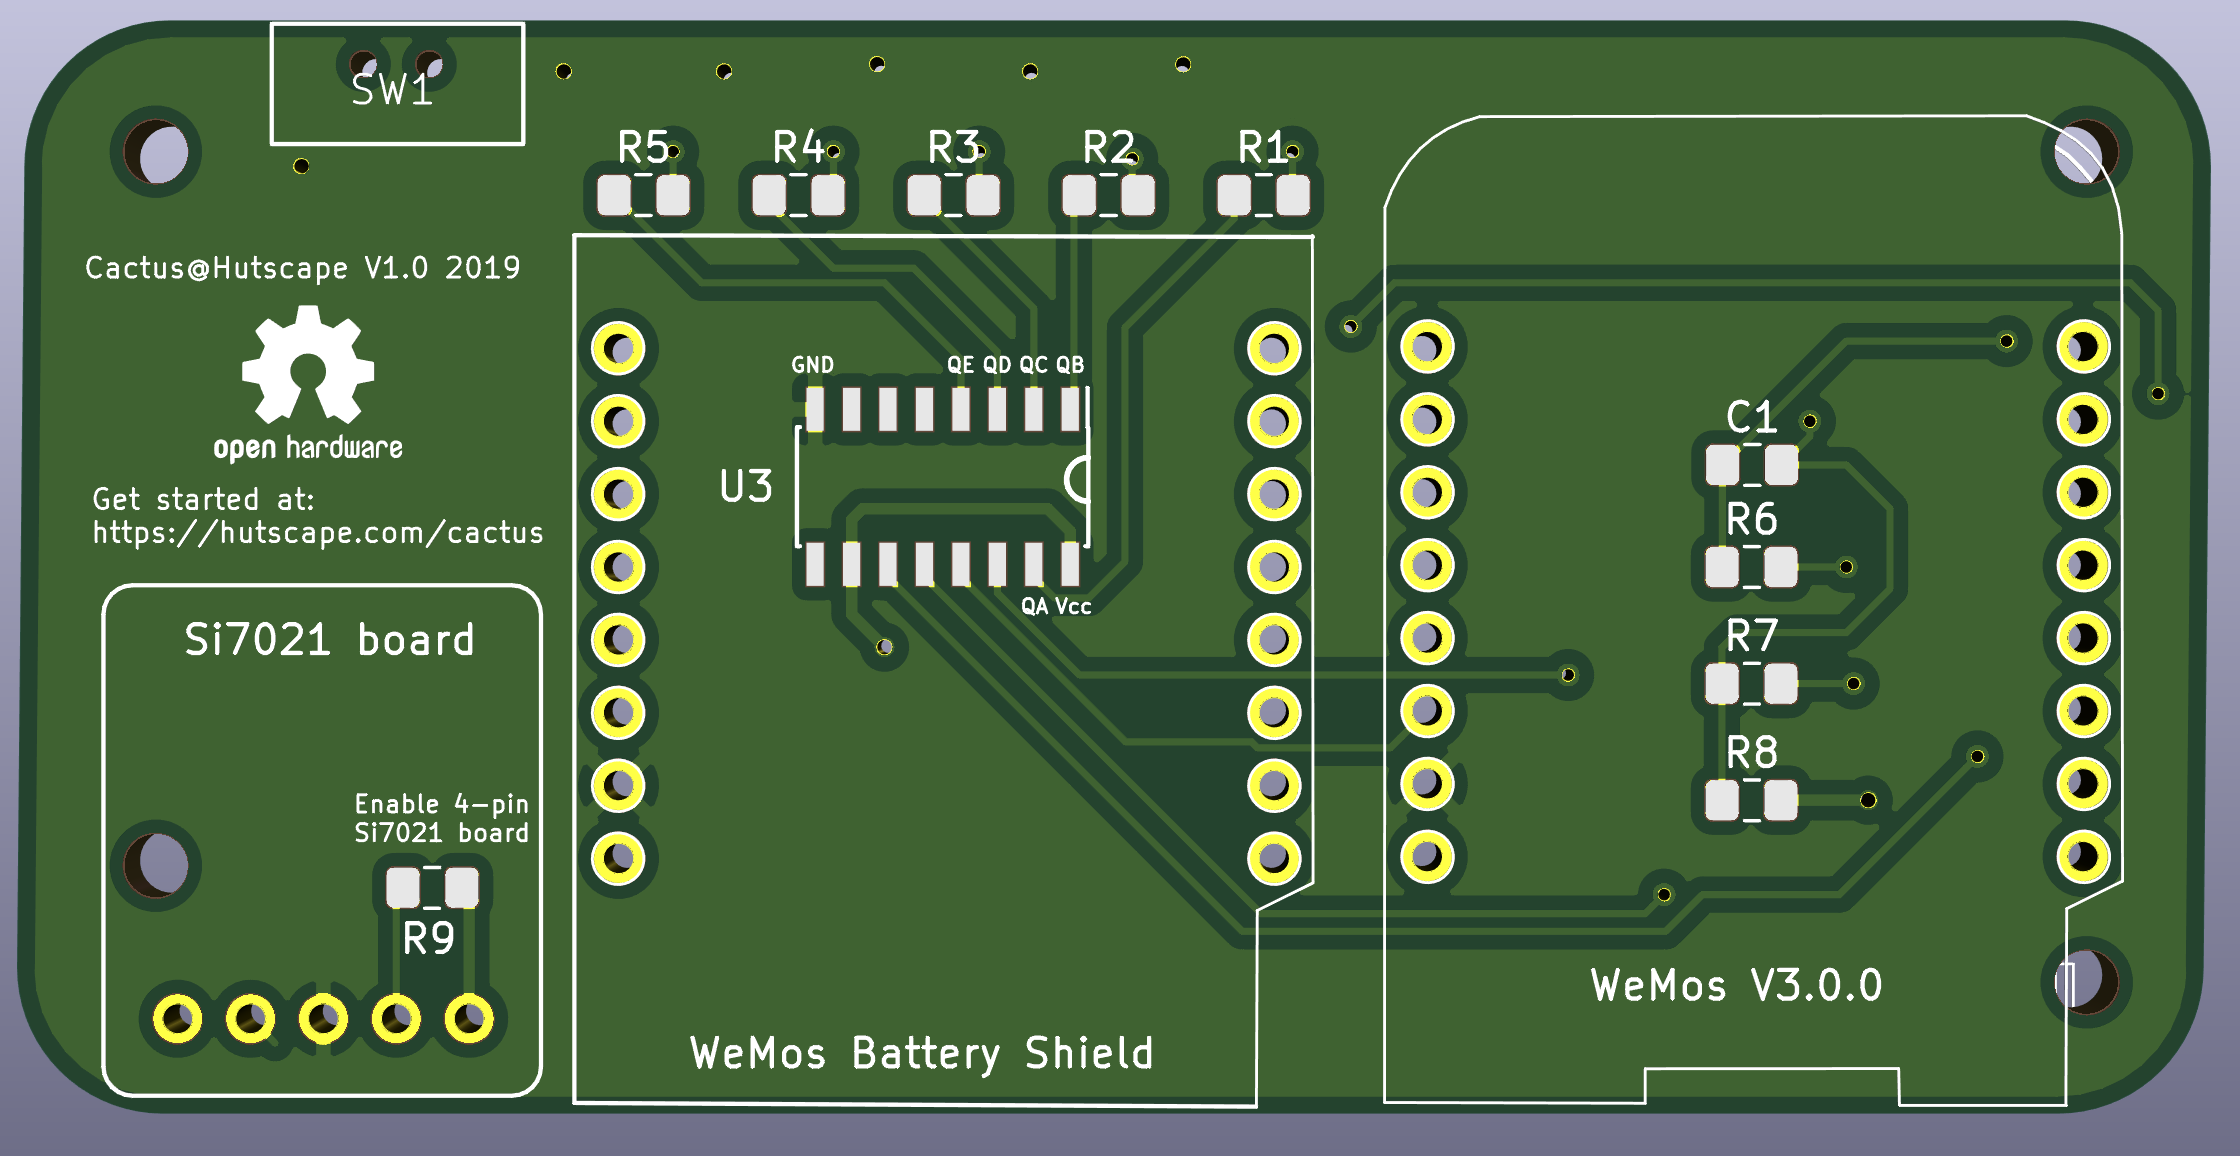 SW1
R5 R4 R3 R2 R1
Cactus@Hutscape V1.0 2019
open hardware
Get started at:
https://hutscape.com/cactus
GND QE QD QC QB
U3
QA Vcc
C1
R6
R7
R8
Si7021 board
Enable 4-pin
Si7021 board
R9
WeMos Battery Shield
WeMos V3.0.0